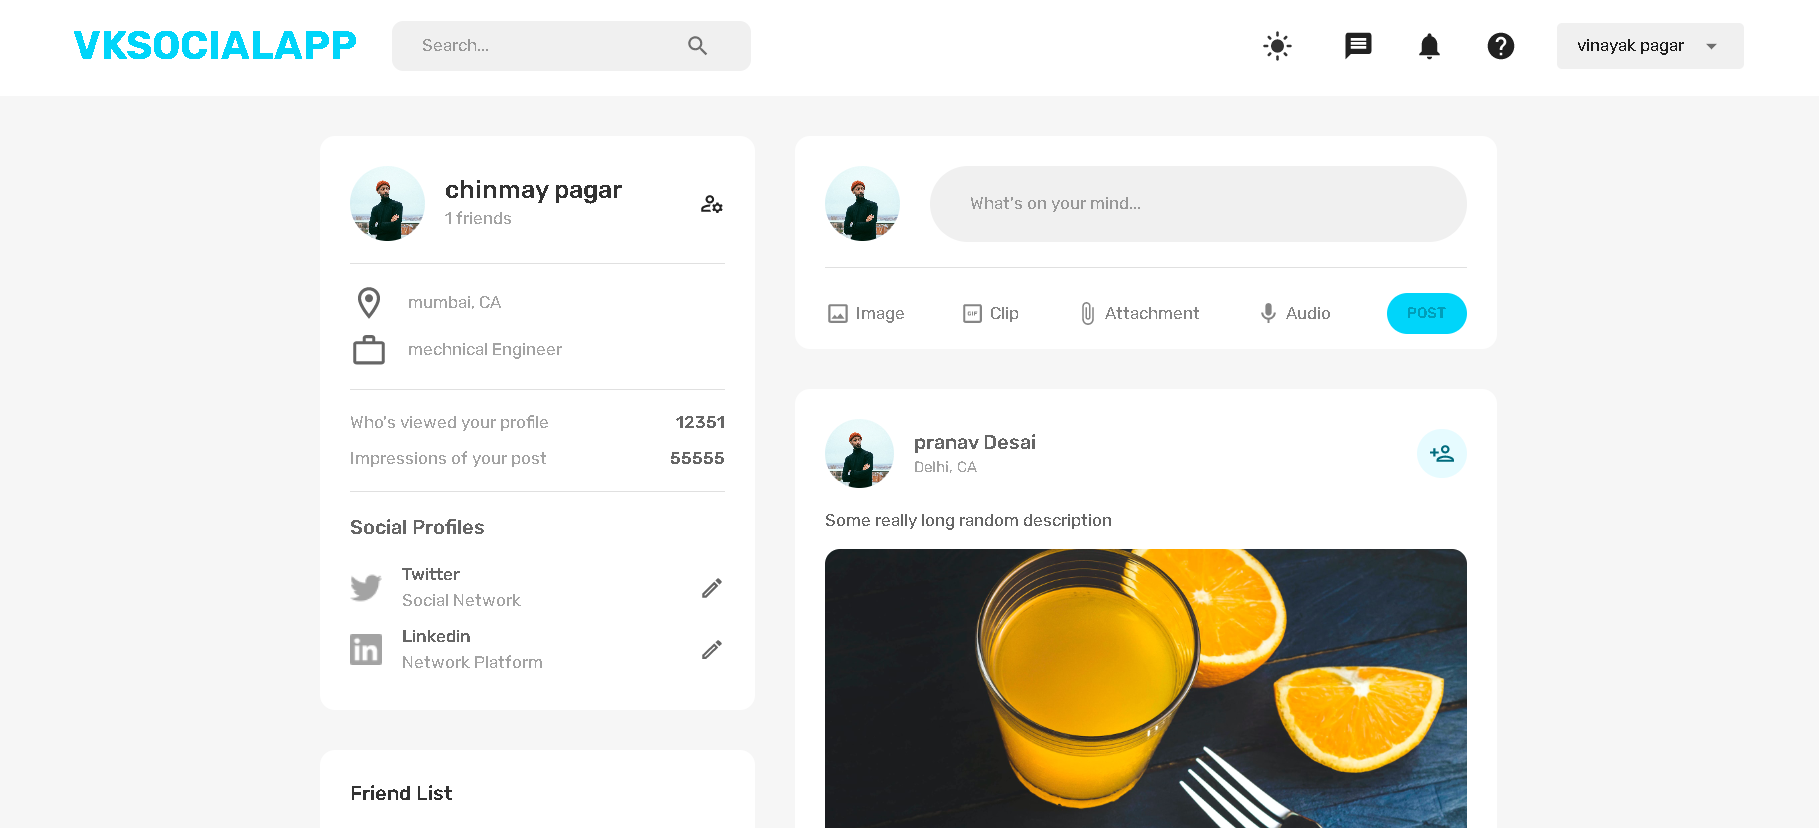 VKSOCIALAPP
Search...
vinayak pagar
chinmay pagar
1 friends
mumbai, CA
mechnical Engineer
Who's viewed your profile 12351
Impressions of your post 55555
Social Profiles
Twitter
Social Network
Linkedin
Network Platform
Friend List
What's on your mind...
Image
GIF
Clip
Attachment
Audio
POST
pranav Desai
Delhi, CA
Some really long random description